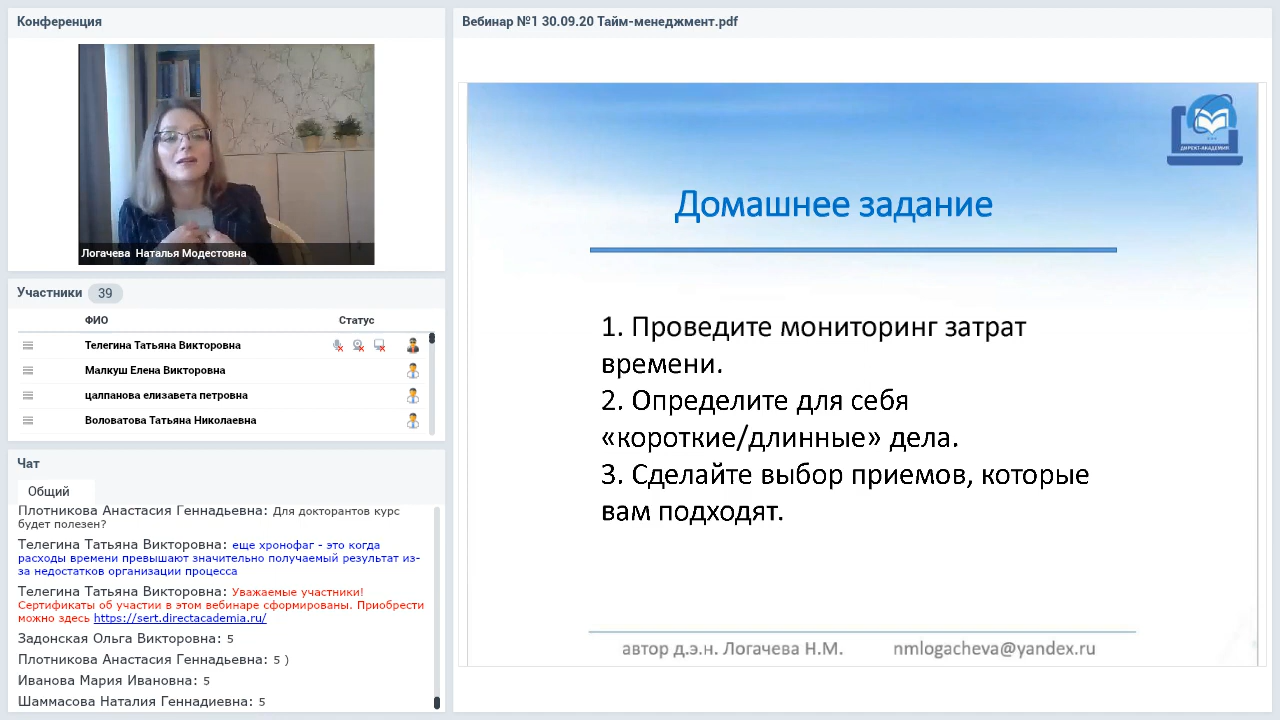 Конференция
Логачева Наталья Модестовна
Участники 39
ФИО Статус
Телегина Татьяна Викторовна
Малкуш Елена Викторовна
цалпанова елизавета петровна
Воловатова Татьяна Николаевна
Чат
Общий
Плотникова Анастасия Геннадьевна: Для докторантов курс
будет полезен?
Телегина Татьяна Викторовна: еще хронофаг - это когда
расходы времени превышают значительно получаемый результат из-
за недостатков организации процесса
Телегина Татьяна Викторовна: Уважаемые участники!
Сертификаты об участии в этом вебинаре сформированы. Приобрести
можно здесь https://sert.directacademia.ru/
Задонская Ольга Викторовна: 5
Плотникова Анастасия Геннадьевна: 5 )
Иванова Мария Ивановна: 5
Шаммасова Наталия Геннадиевна: 5
Вебинар №1 30.09.20 Тайм-менеджмент.pdf
ДИРЕКТ-АКАДЕМИЯ
Домашнее задание
1. Проведите мониторинг затрат
времени.
2. Определите для себя
«короткие/длинные» дела.
3. Сделайте выбор приемов, которые
вам подходят.
автор д.э.н. Логачева Н.М. nmlogacheva@yandex.ru